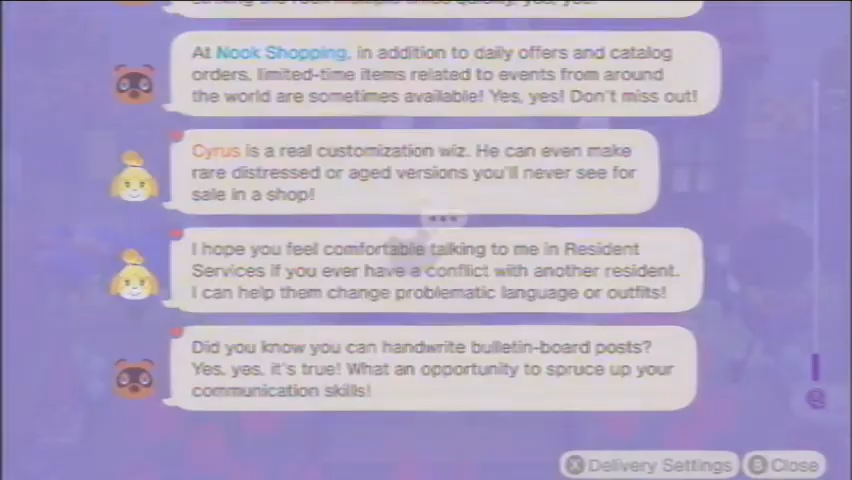 At Nook Shopping, in addition to daily offers and catalog
orders, limited-time items related to events from around
the world are sometimes available! Yes, yes! Don't miss out!
Cyrus is a real customization wiz. He can even make
rare distressed or aged versions you'll never see for
sale in a shop!
I hope you feel comfortable talking to me in Resident
Services if you ever have a conflict with another resident.
I can help them change problematic language or outfits!
Did you know you can handwrite bulletin-board posts?
Yes, yes, it's true! What an opportunity to spruce up your
communication skills!
X Delivery Settings B Close